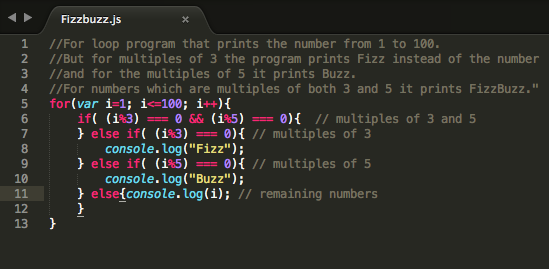 Fizzbuzz.js ×
1 //For loop program that prints the number from 1 to 100.
2 //But for multiples of 3 the program prints Fizz instead of the number
3 //and for the multiples of 5 it prints Buzz.
4 //For numbers which are multiples of both 3 and 5 it prints FizzBuzz."
5 for(var i=1; i<=100; i++){
6     if( (i%3) === 0 && (i%5) === 0){  // multiples of 3 and 5
7     } else if( (i%3) === 0){ // multiples of 3
8         console.log("Fizz");
9     } else if( (i%5) === 0){ // multiples of 5
10         console.log("Buzz");
11     } else{console.log(i); // remaining numbers
12     }
13 }